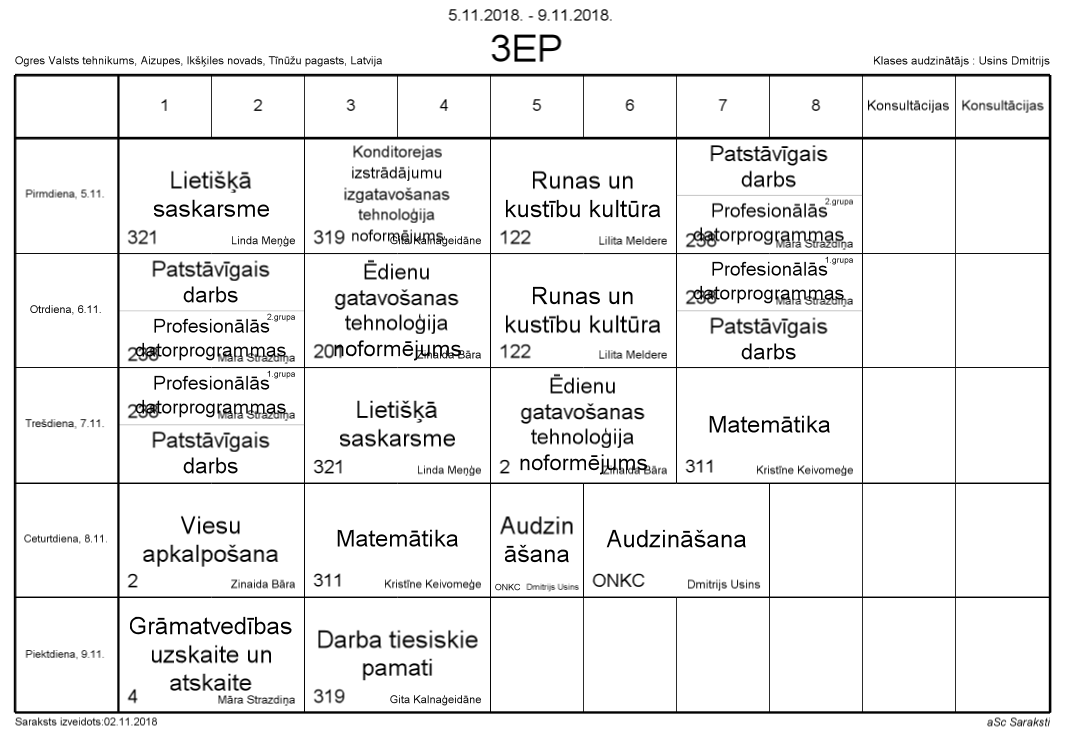 5.11.2018. - 9.11.2018.
3EP
Ogres Valsts tehnikums, Aizupes, Ikšķiles novads, Tīnūžu pagasts, Latvija
Klases audzinātājs : Usins Dmitrijs
1 2 3 4 5 6 7 8 Konsultācijas Konsultācijas
Pirmdiena, 5.11.
Lietišķā
saskarsme
321 Linda Meņģe
Konditorejas
izstrādājumu
izgatavošanas
tehnoloģija
noformējums
319 Gita Kalnaģeidāne
Runas un
kustību kultūra
122 Lilita Meldere
Patstāvīgais
darbs
2.grupa
Profesionālās
datorprogrammas
238 Māra Strazdiņa
Otrdiena, 6.11.
Patstāvīgais
darbs
2.grupa
Profesionālās
datorprogrammas
238 Māra Strazdiņa
Ēdienu
gatavošanas
tehnoloģija
noformējums
201 Zinaida Bāra
Runas un
kustību kultūra
122 Lilita Meldere
1.grupa
Profesionālās
datorprogrammas
238 Māra Strazdiņa
Patstāvīgais
darbs
Trešdiena, 7.11.
1.grupa
Profesionālās
datorprogrammas
238 Māra Strazdiņa
Patstāvīgais
darbs
Lietišķā
saskarsme
321 Linda Meņģe
Ēdienu
gatavošanas
tehnoloģija
noformējums
2 Zinaida Bāra
Matemātika
311 Kristīne Keivomeģe
Ceturtdiena, 8.11.
Viesu
apkalpošana
2 Zinaida Bāra
Matemātika
311 Kristīne Keivomeģe
Audzin
āšana
ONKC Dmitrijs Usins
Audzināšana
ONKC Dmitrijs Usins
Piektdiena, 9.11.
Grāmatvedības
uzskaite un
atskaite
4 Māra Strazdiņa
Darba tiesiskie
pamati
319 Gita Kalnaģeidāne
Saraksts izveidots:02.11.2018
aSc Saraksti